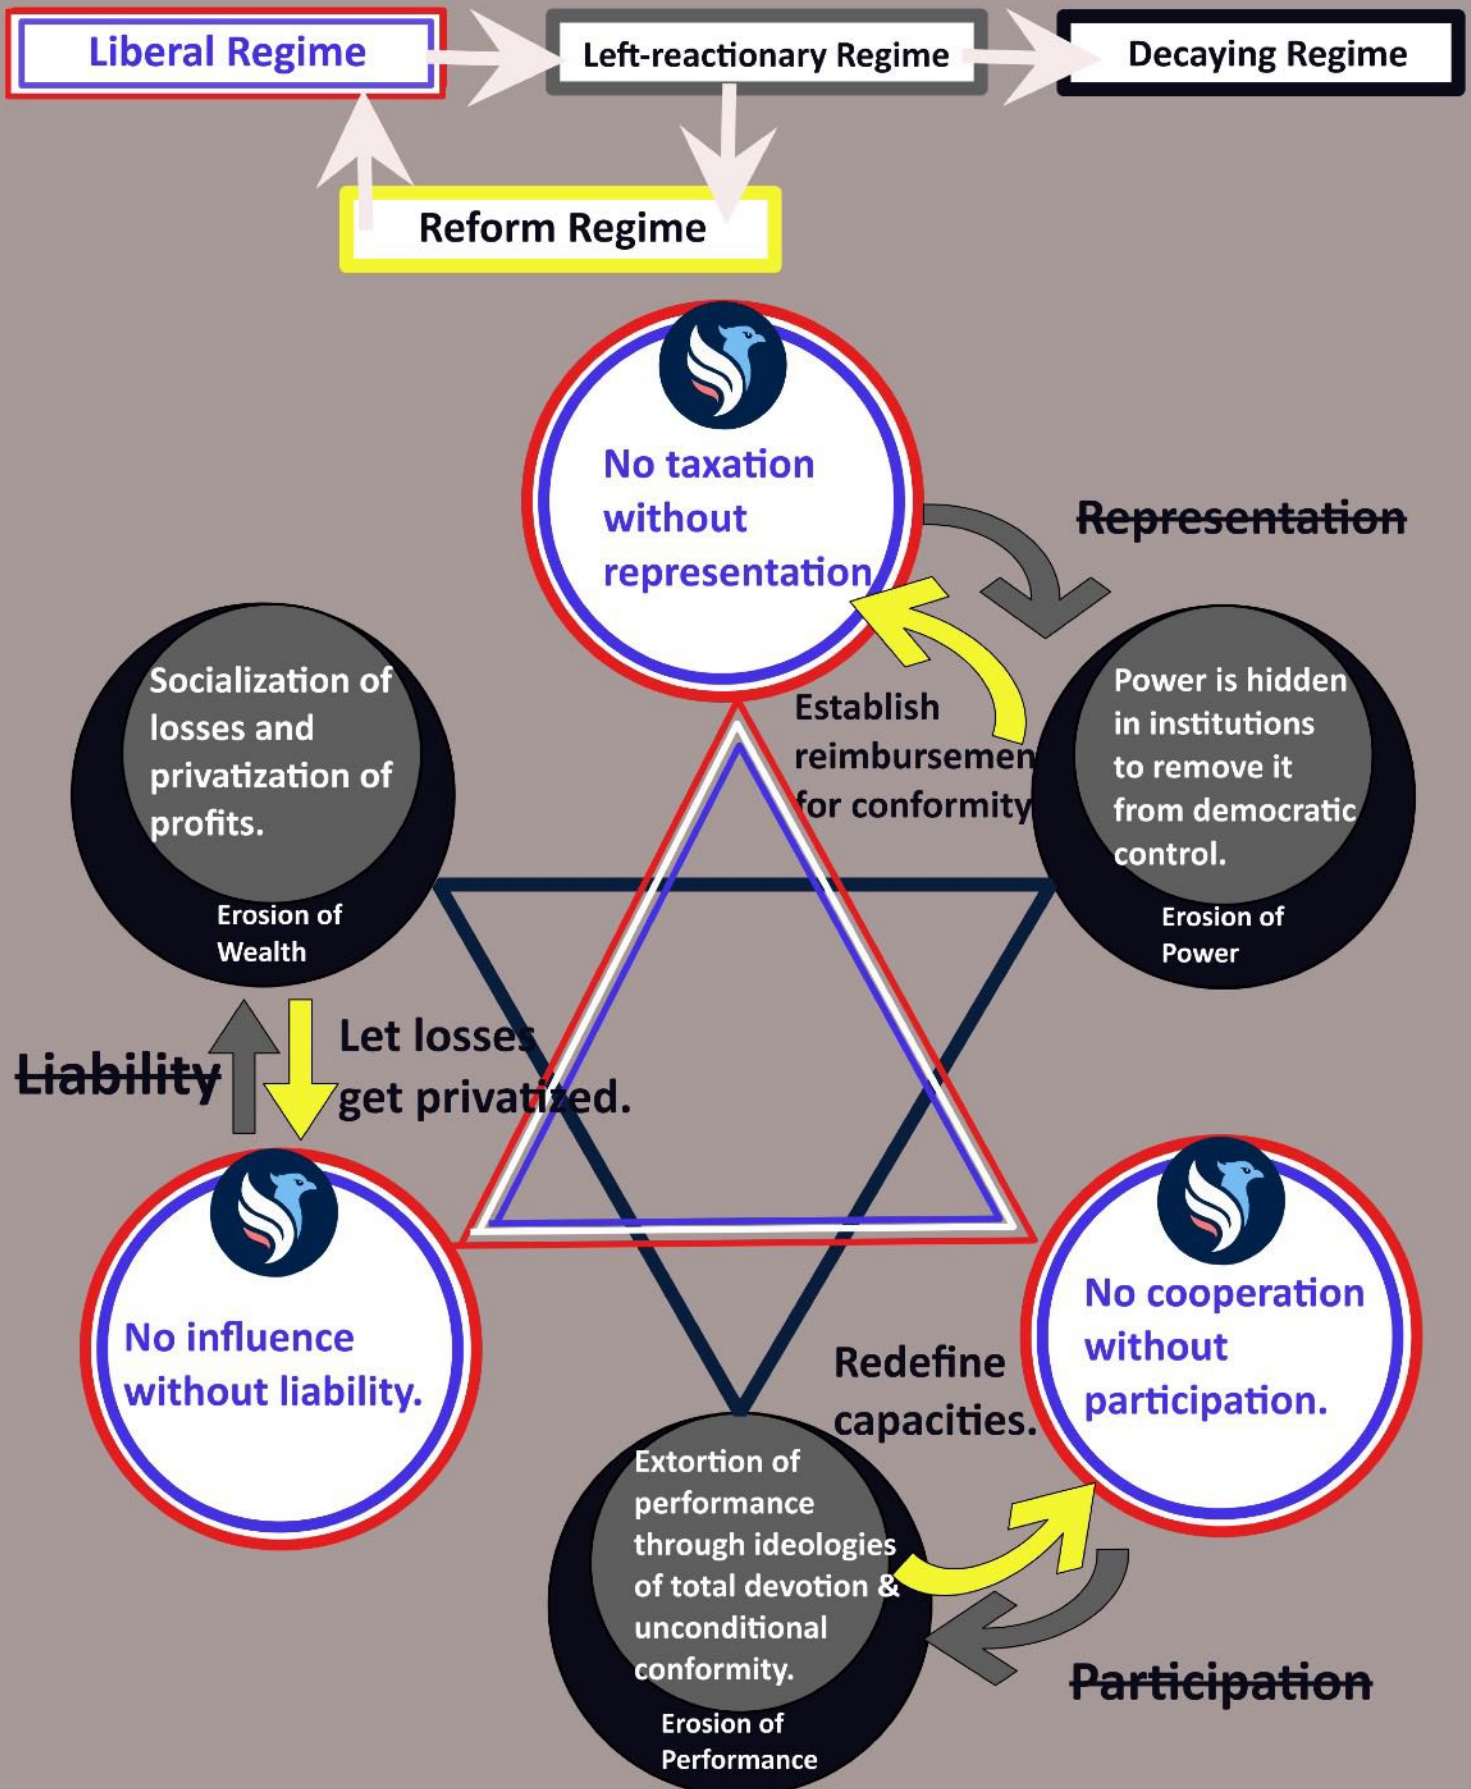 Liberal Regime
Left-reactionary Regime
Decaying Regime
Reform Regime
No taxation
without
representation
Representation
Establish
reimbursemen
for conformity
Power is hidden
in institutions
to remove it
from democratic
control.
Erosion of
Power
Socialization of
losses and
privatization of
profits.
Erosion of
Wealth
Liability
Let losses
get privatized.
No influence
without liability.
No cooperation
without
participation.
Redefine
capacities.
Extortion of
performance
through ideologies
of total devotion &
unconditional
conformity.
Erosion of
Performance
Participation